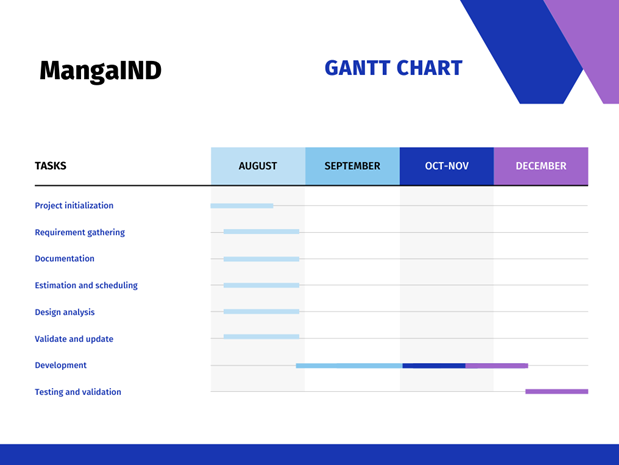 MangaIND
GANTT CHART
TASKS
AUGUST
SEPTEMBER
OCT-NOV
DECEMBER
Project initialization
Requirement gathering
Documentation
Estimation and scheduling
Design analysis
Validate and update
Development
Testing and validation